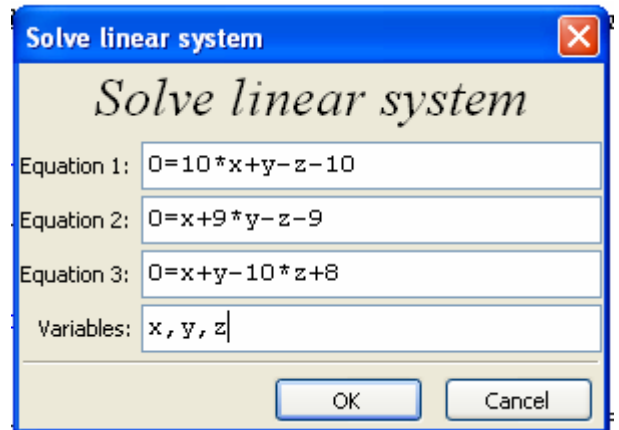 Solve linear system
Solve linear system
Equation 1: 0=10*x+y-z-10
Equation 2: 0=x+9*y-z-9
Equation 3: 0=x+y-10*z+8
Variables: x,y,z
OK Cancel